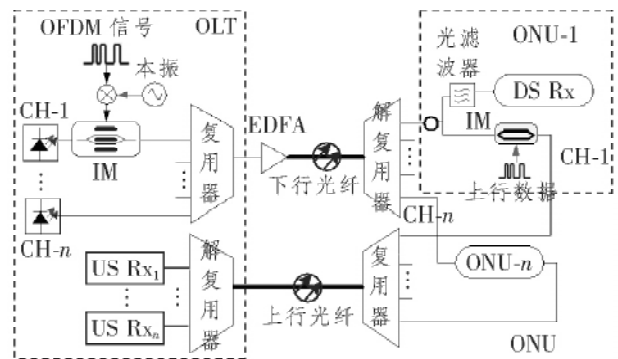 OFDM 信号
OLT
本振
CH-1
IM
复用器
EDFA
CH-n
US Rx1
US Rxn
解复用器
下行光纤
上行光纤
解复用器
复用器
光滤波器
ONU-1
DS Rx
IM
CH-1
上行数据
CH-n
ONU-n
ONU